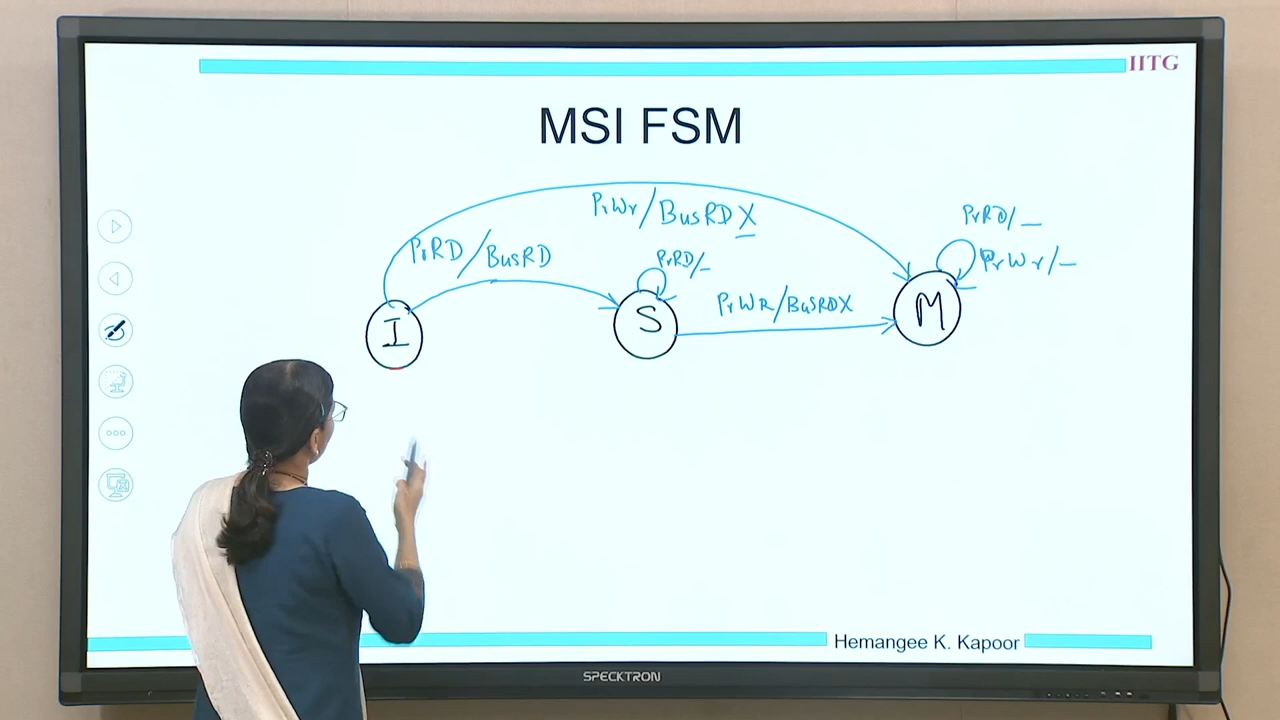 IITG
MSI FSM
PrWr/BusRDX
PrRD/_
PrRD/BusRD
PrRD/_
PrWr/_
PrWR/BusRDX
I
S
M
Hemangee K. Kapoor
SPECKTRON